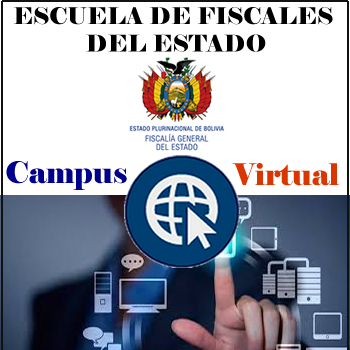 ESCUELA DE FISCALES
DEL ESTADO
ESTADO PLURINACIONAL DE BOLIVIA
FISCALÍA GENERAL
DEL ESTADO
Campus Virtual